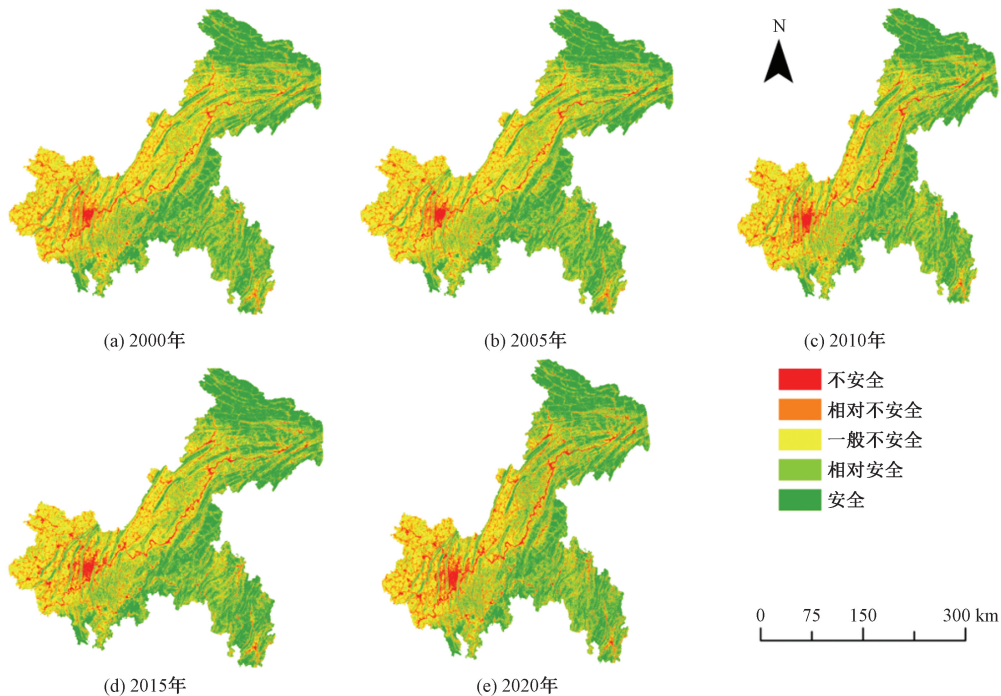 N
(a) 2000年
(b) 2005年
(c) 2010年
不安全
相对不安全
一般不安全
相对安全
安全
0 75 150 300 km
(d) 2015年
(e) 2020年